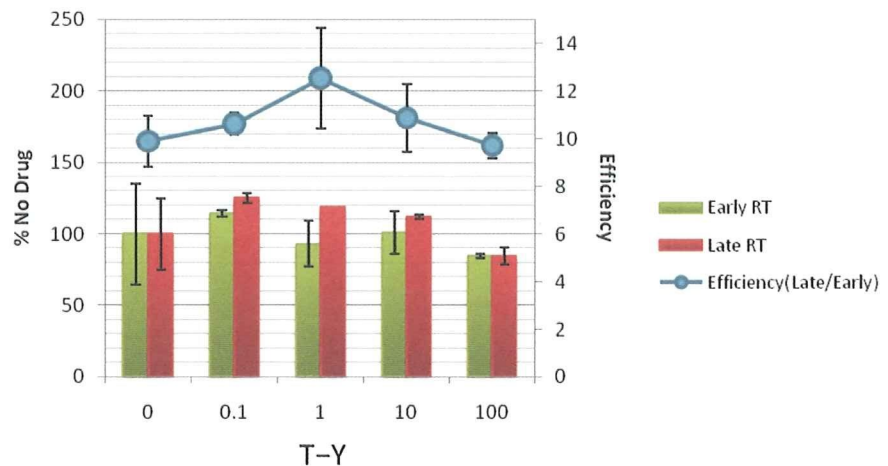 250
200
150
100
50
0
% No Drug
14
12
10
8
6
4
2
0
Efficiency
0 0.1 1 10 100
T-Y
Early RT
Late RT
Efficiency(Late/Early)